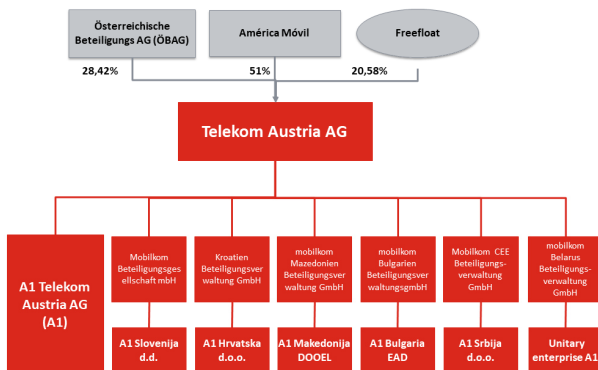 Österreichische
Beteiligungs AG (ÖBAG)
América Móvil
Freefloat
28,42%
51%
20,58%
Telekom Austria AG
A1 Telekom
Austria AG
(A1)
Mobilkom
Beteiligungsges
ellschaft mbH
Kroatien
Beteiligungsver
waltung GmbH
mobilkom
Mazedonien
Beteiligungsver
waltung GmbH
mobilkom
Bulgarien
Beteiligungsver
waltungsgmbH
Mobilkom CEE
Beteiligungs-
verwaltung
GmbH
mobilkom
Belarus
Beteiligungs-
verwaltung
GmbH
A1 Slovenija
d.d.
A1 Hrvatska
d.o.o.
A1 Makedonija
DOOEL
A1 Bulgaria
EAD
A1 Srbija
d.o.o.
Unitary
enterprise A1